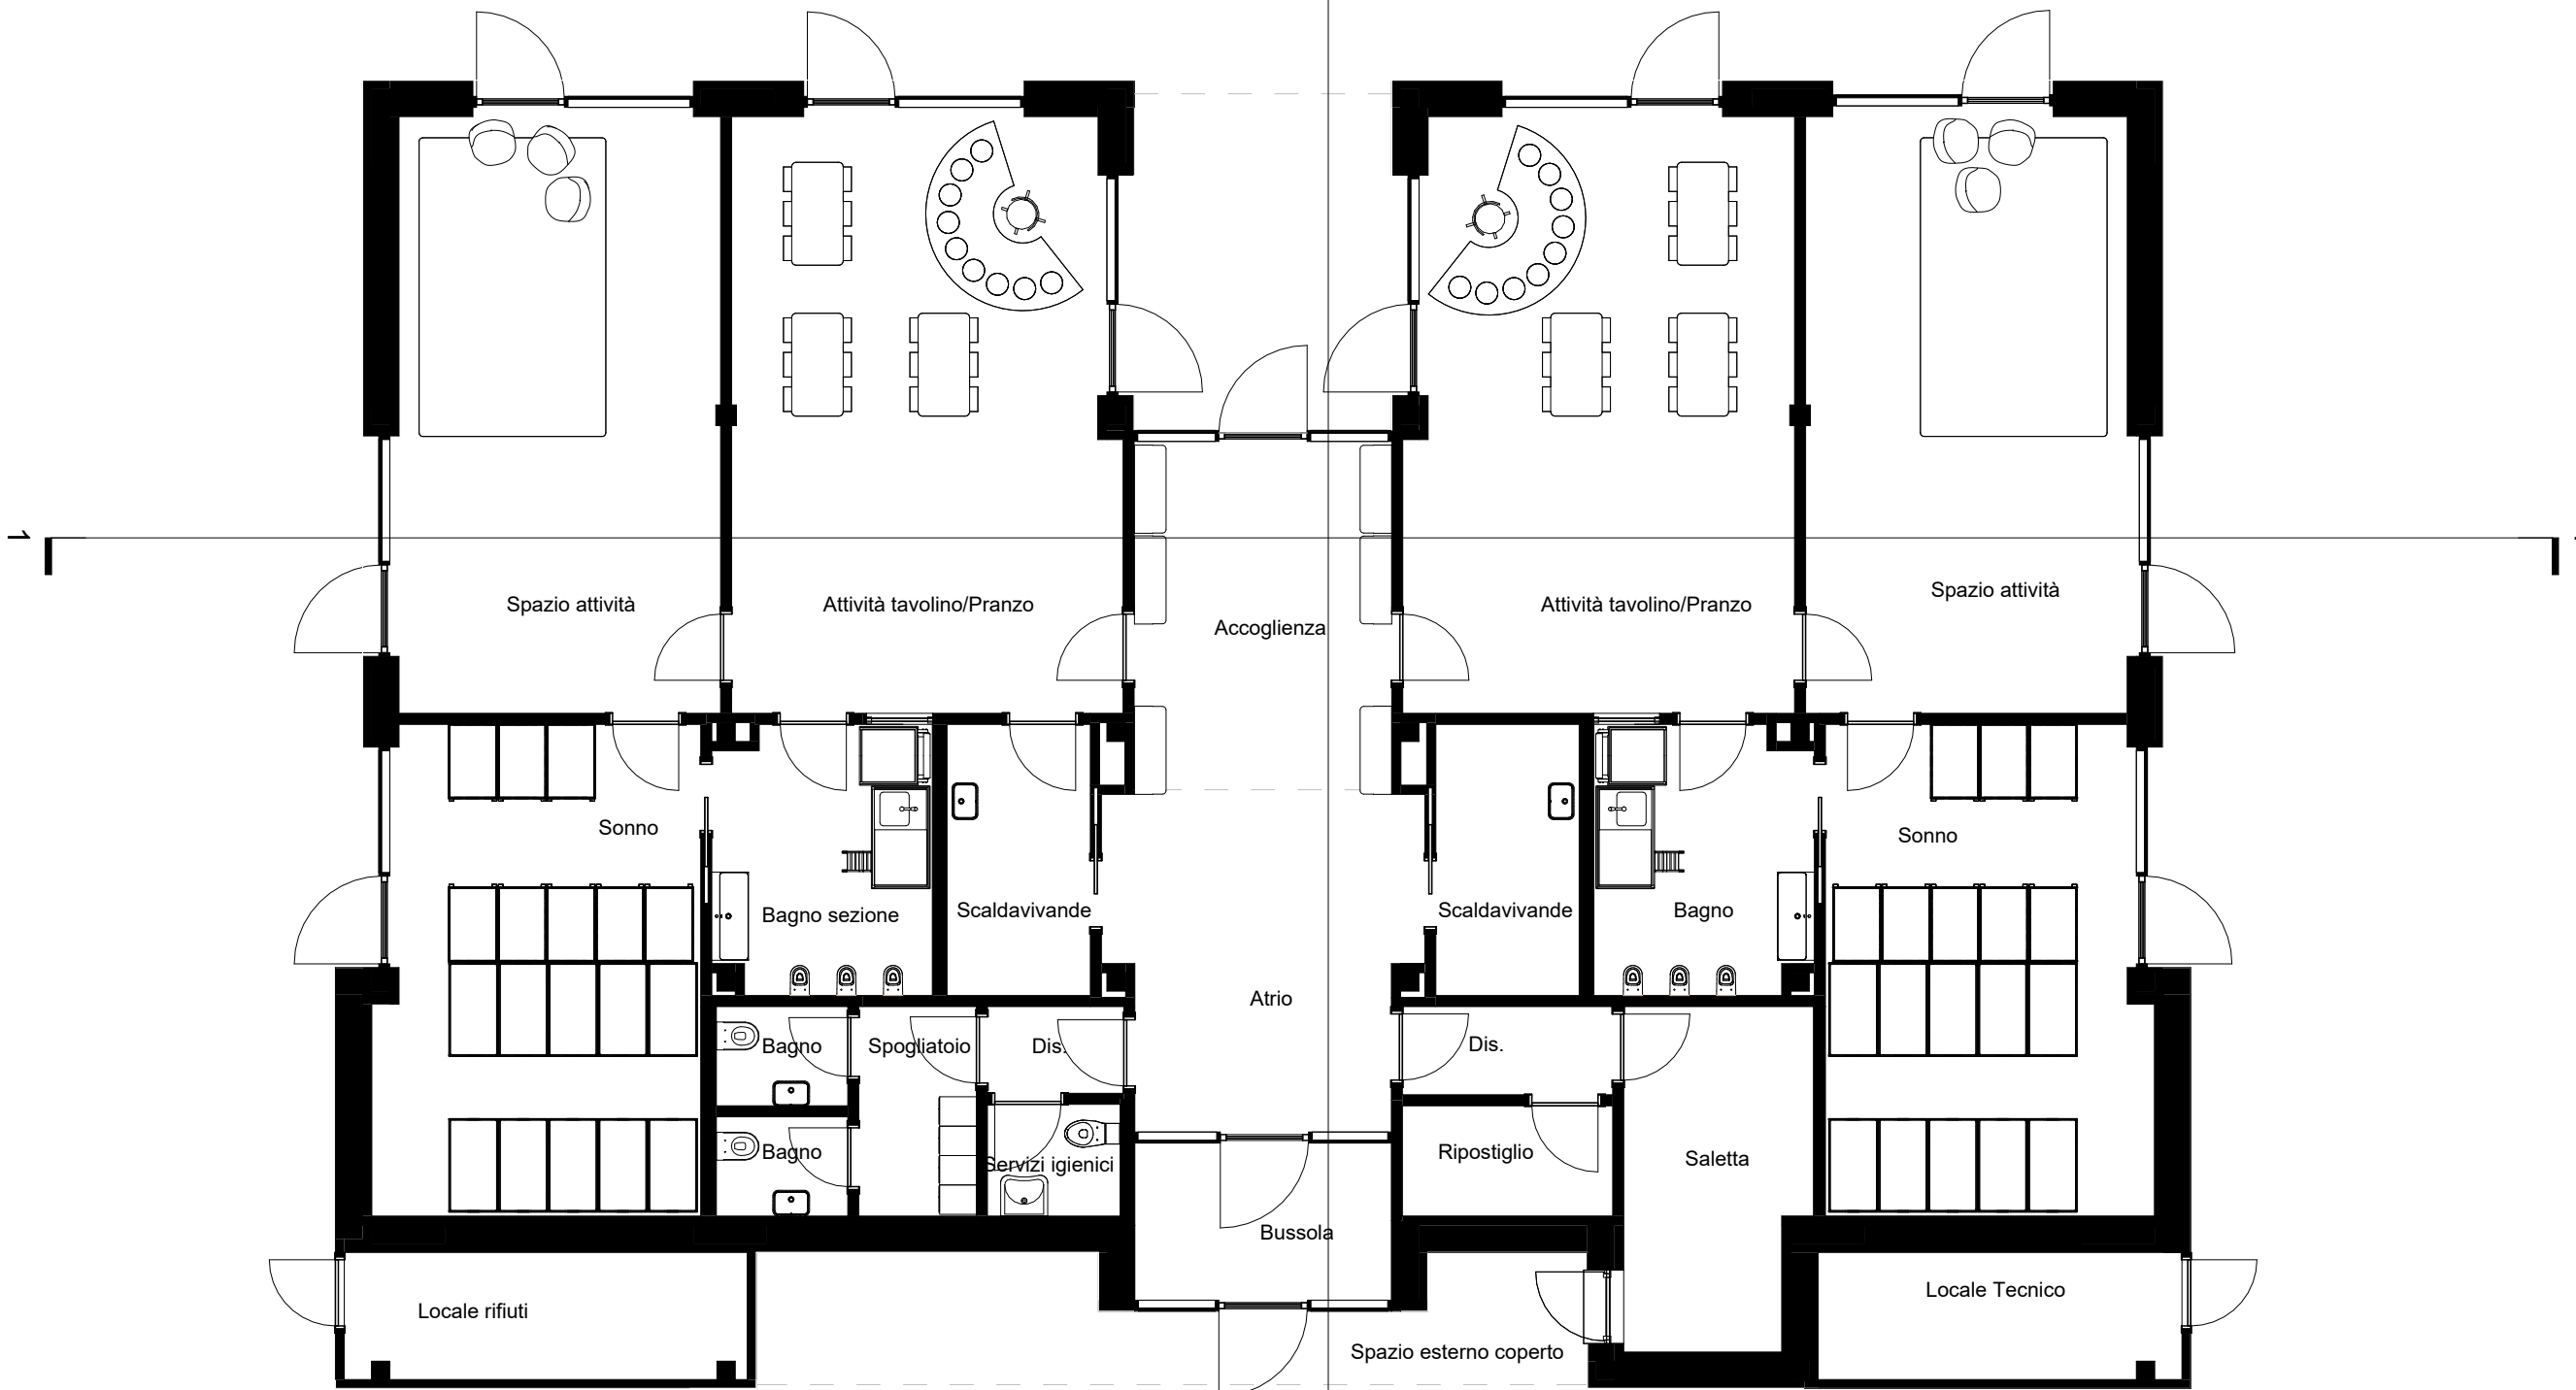 1
Spazio attività
Attività tavolino/Pranzo
Accoglienza
Attività tavolino/Pranzo
Spazio attività
Sonno
Bagno sezione
Scaldavivande
Scaldavivande
Bagno
Sonno
Atrio
Bagno
Spogliatoio
Dis.
Dis.
Bagno
Servizi igienici
Ripostiglio
Saletta
Bussola
Locale rifiuti
Spazio esterno coperto
Locale Tecnico